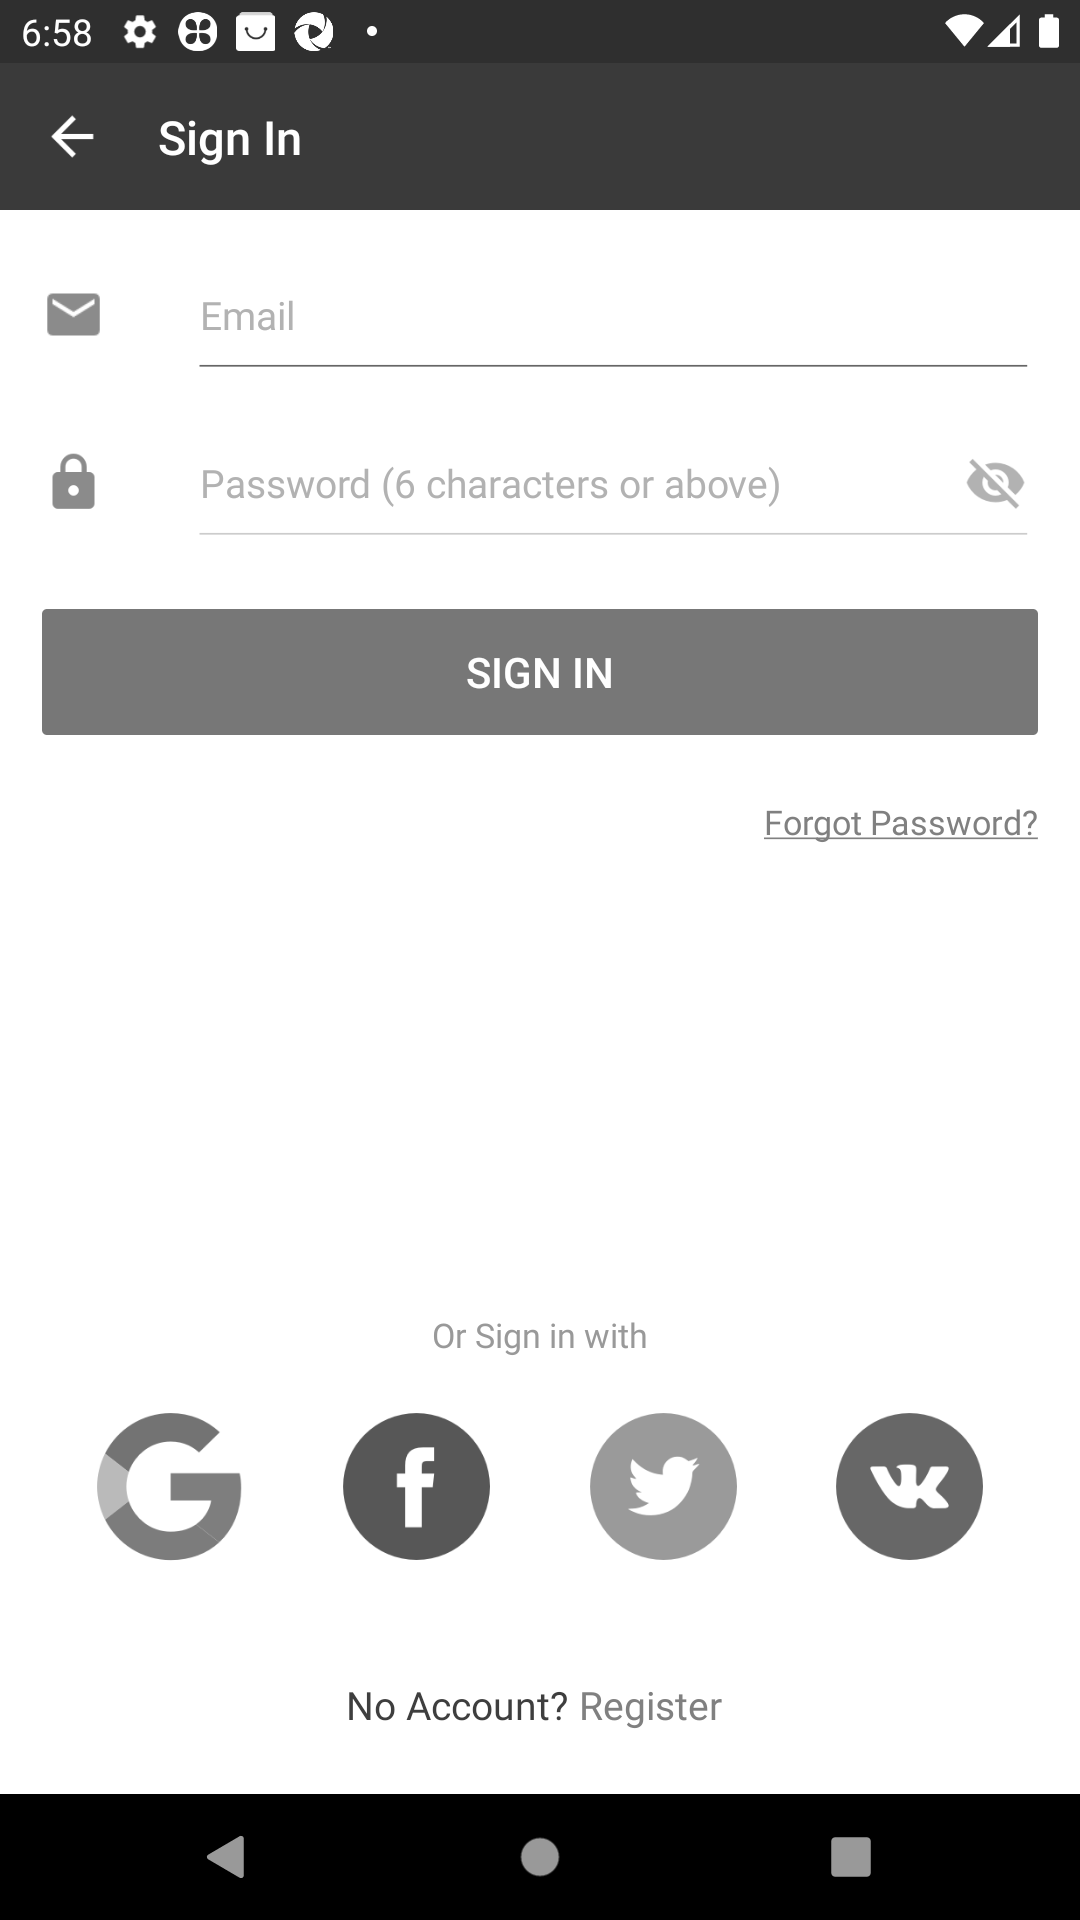 6:58
Sign In
Email
Password (6 characters or above)
SIGN IN
Forgot Password?
Or Sign in with
No Account? Register